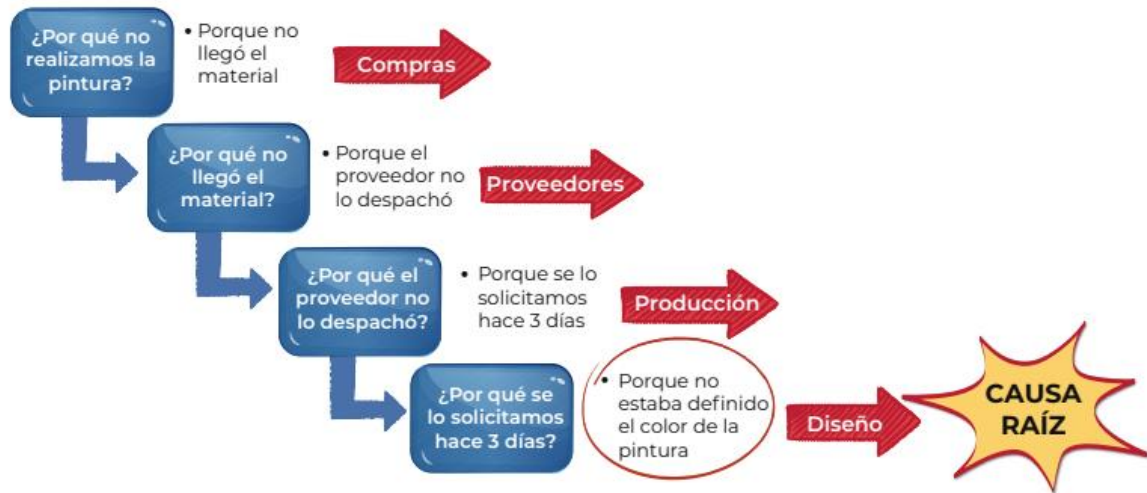 ¿Por qué no
realizamos la
pintura?
• Porque no
llegó el
material
Compras
¿Por qué no
llegó el
material?
• Porque el
proveedor no
lo despachó
Proveedores
¿Por qué el
proveedor no
lo despachó?
• Porque se lo
solicitamos
hace 3 días
Producción
¿Por qué se
lo solicitamos
hace 3 días?
• Porque no
estaba definido
el color de la
pintura
Diseño
CAUSA
RAÍZ